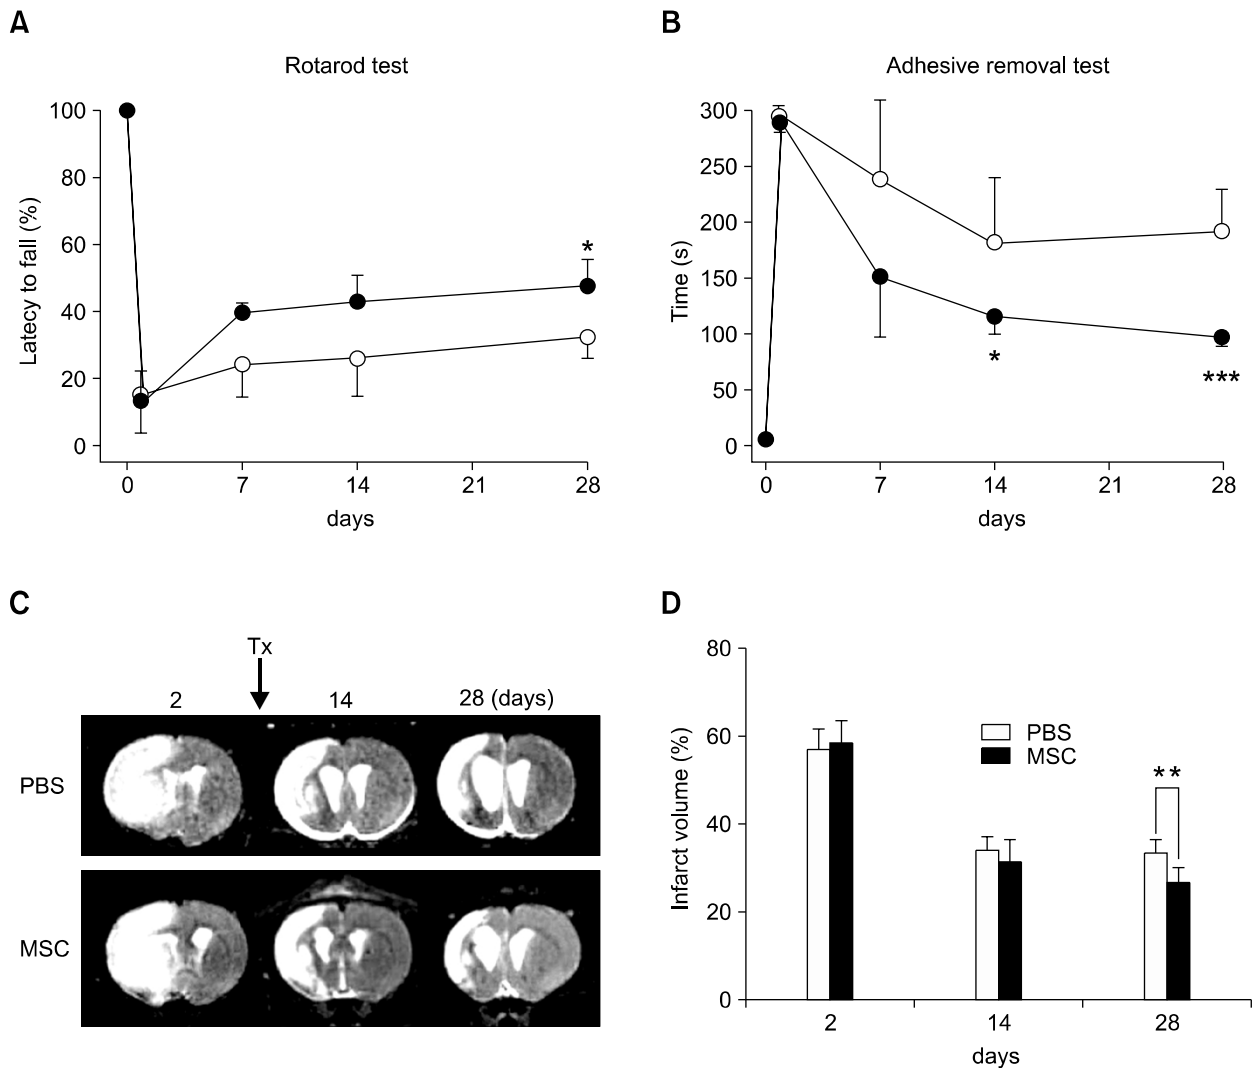 A
Rotarod test
Latecy to fall (%)
100
80
60
40
20
0
*
0 7 14 21 28
days
B
Adhesive removal test
Time (s)
300
250
200
150
100
50
0
*
***
0 7 14 21 28
days
C
Tx
2 14 28 (days)
PBS
MSC
D
Infarct volume (%)
80
60
40
20
0
PBS
MSC
**
2 14 28
days